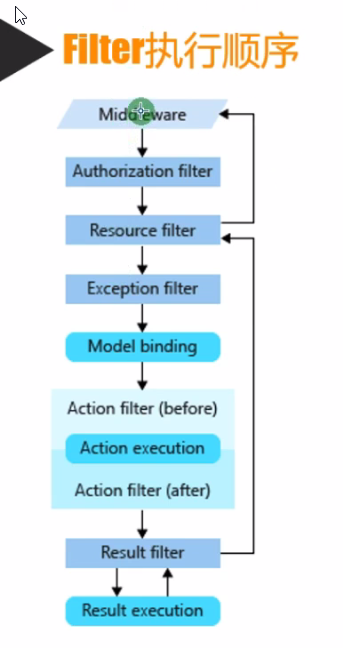 Filter执行顺序
Middleware
Authorization filter
Resource filter
Exception filter
Model binding
Action filter (before)
Action execution
Action filter (after)
Result filter
Result execution